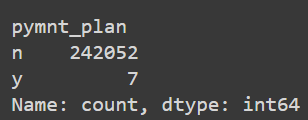 pymnt_plan
n    242052
y         7
Name: count, dtype: int64